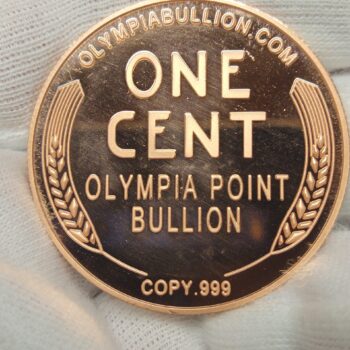 OLYMPIABULLION.COM
ONE
CENT
OLYMPIA POINT
BULLION
COPY.999